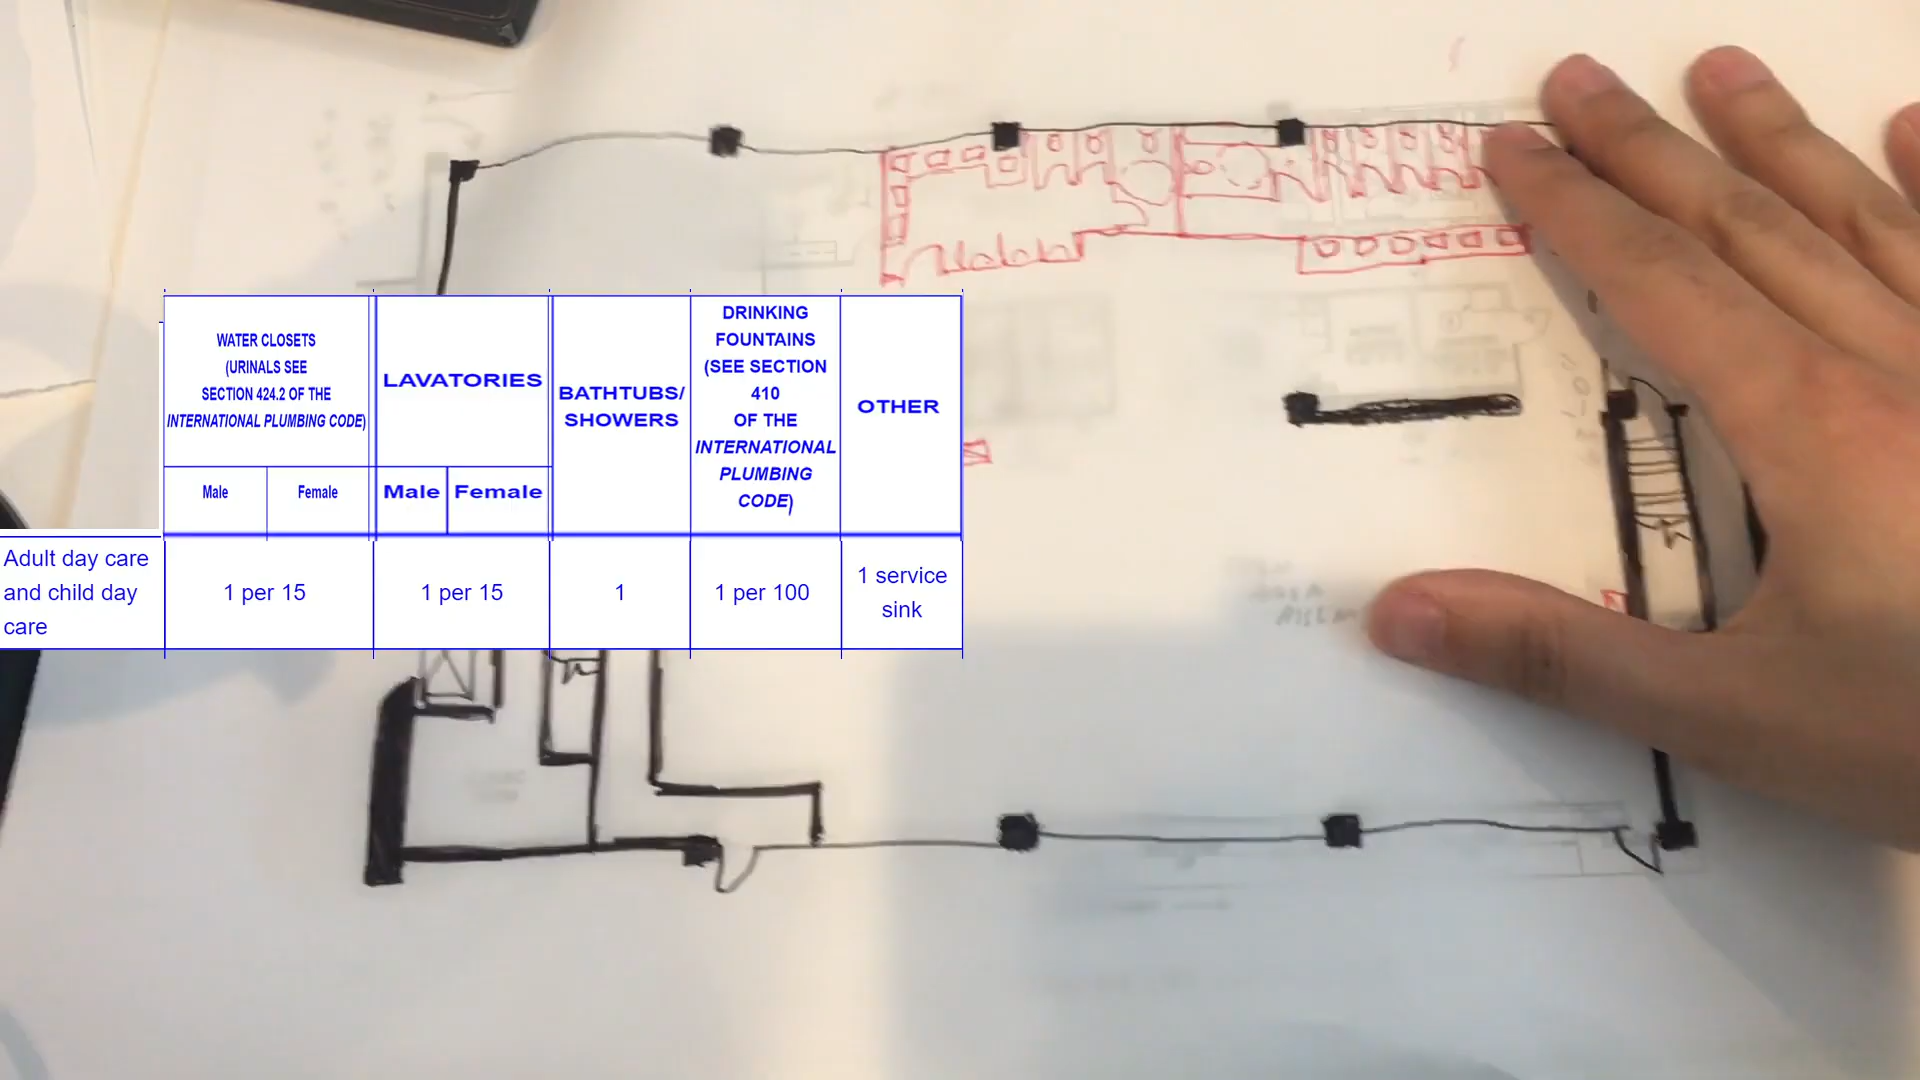 WATER CLOSETS
(URINALS SEE
SECTION 424.2 OF THE
INTERNATIONAL PLUMBING CODE)
LAVATORIES
BATHTUBS/
SHOWERS
DRINKING
FOUNTAINS
(SEE SECTION
410
OF THE
INTERNATIONAL
PLUMBING
CODE)
OTHER
Male
Female
Male
Female
Adult day care
and child day
care
1 per 15
1 per 15
1
1 per 100
1 service
sink